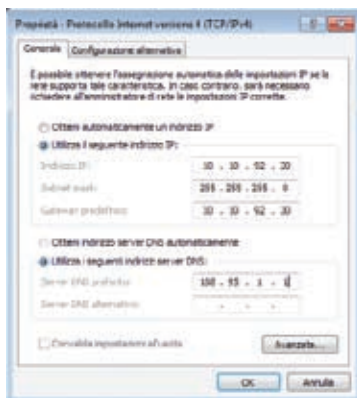 Proprietà - Protocollo Internet versione 4 (TCP/IPv4)
Generale Configurazione alternativa
È possibile ottenere l'assegnazione automatica delle impostazioni IP se la
rete supporta tale caratteristica. In caso contrario, sarà necessario
richiedere all'amministratore di rete le impostazioni IP corrette.
Ottieni automaticamente un indirizzo IP
Utilizza il seguente indirizzo IP:
Indirizzo IP: 10 . 10 . 92 . 20
Subnet mask: 255 . 255 . 255 . 0
Gateway predefinito: 10 . 10 . 92 .
Ottieni indirizzo server DNS automaticamente
Utilizza i seguenti indirizzi server DNS:
Server DNS preferito: . 95 . 1 .
Server DNS alternativo: . . .
Convalida impostazioni all'uscita
Avanzate...
OK Annulla